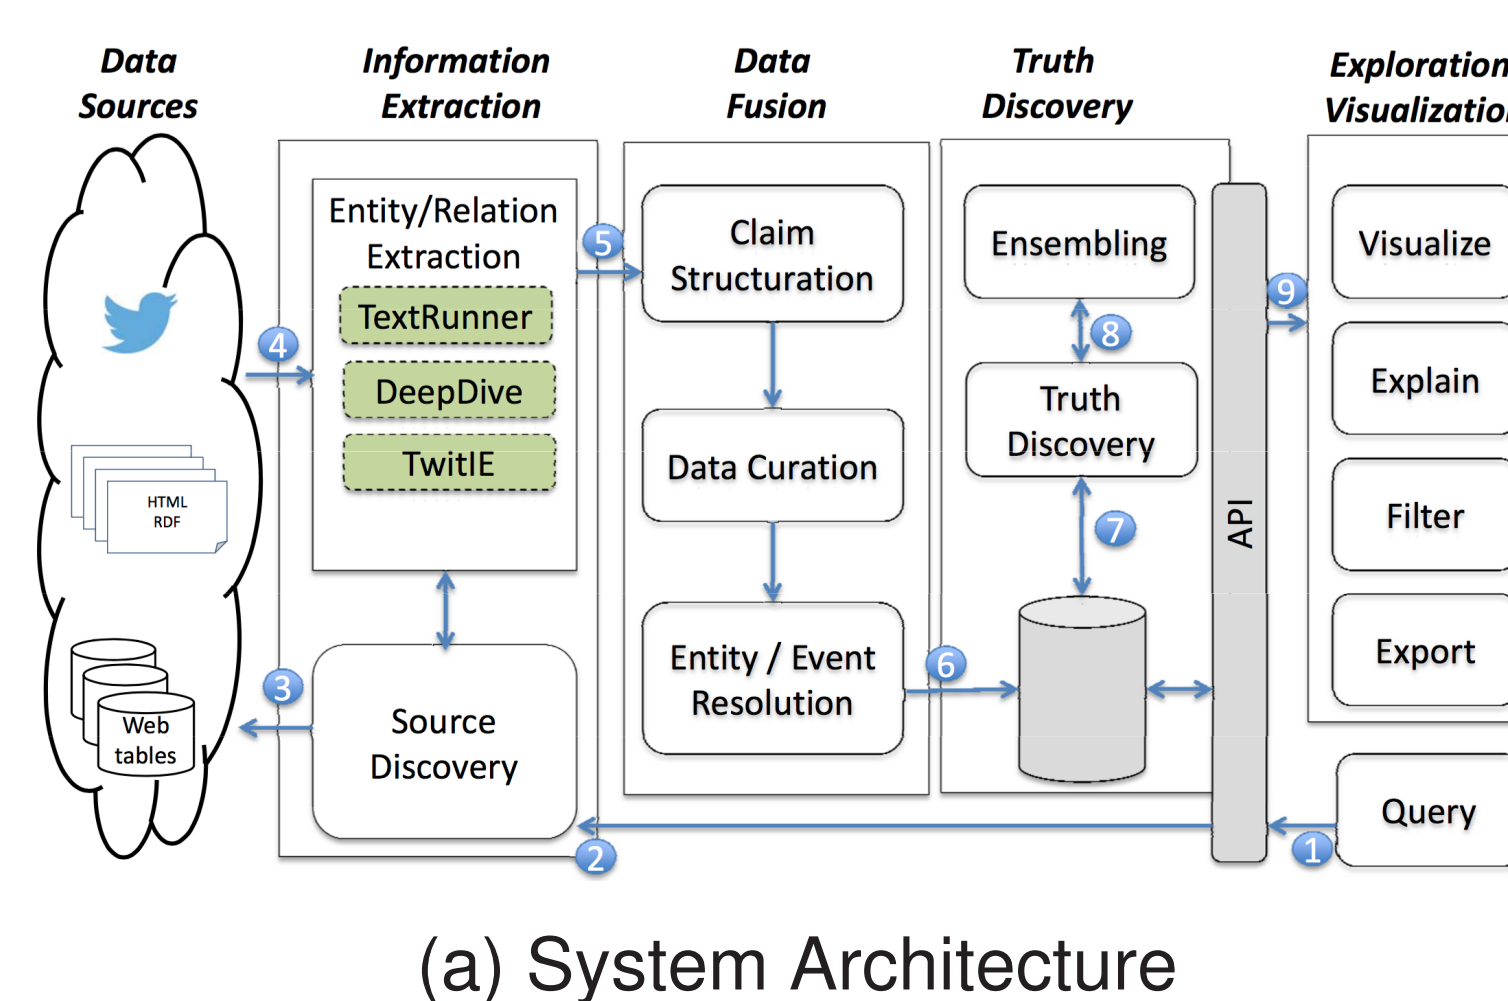 Data
Sources
Information
Extraction
Data
Fusion
Truth
Discovery
Exploration
Visualizatio
HTML
RDF
Web
tables
4
3
Entity/Relation
Extraction
TextRunner
DeepDive
TwitIE
Source
Discovery
5
2
Claim
Structuration
Data Curation
Entity / Event
Resolution
6
Ensembling
8
Truth
Discovery
7
API
9
1
Visualize
Explain
Filter
Export
Query
(a) System Architecture